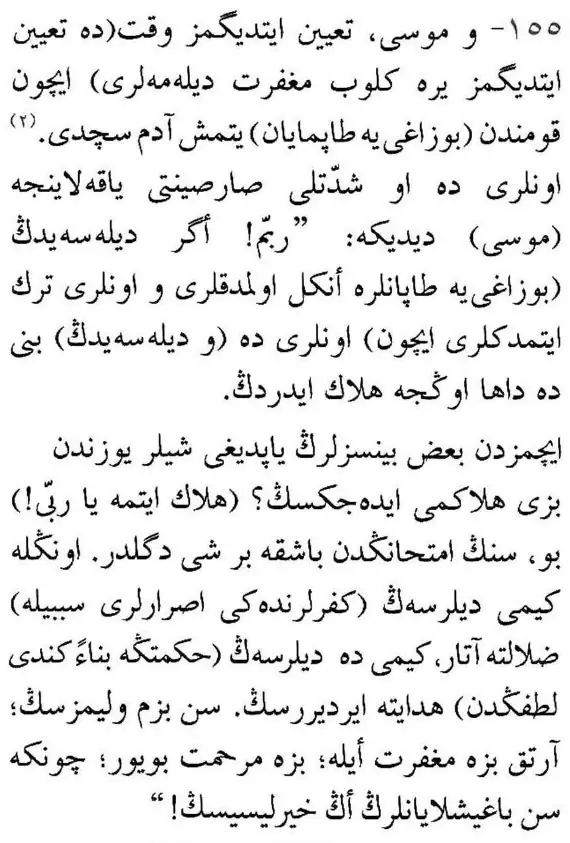 ١٥٥- و موسى، تعيين ايتديگمز وقت(ده تعيين
ايتديگمز يره كلوب مغفرت ديله‌مه‌لرى) ايچون
قومندن (بوزاغى‌يه طاپمايان) يتمش آدم سچدى.(٢)
اونلرى ده او شدّتلى صارصينتى ياقه‌لاينجه
(موسى) ديديكه: ”ربّم! أگر ديله‌سه‌يدڭ
(بوزاغى‌يه طاپانلره أنكل اولمدقلرى و اونلرى ترك
ايتمدكلرى ايچون) اونلرى ده (و ديله‌سه‌يدڭ) بنى
ده داها اوڭجه هلاك ايدردڭ.
ايچمزدن بعض بينسزلرڭ ياپديغى شيلر يوزندن
بزى هلاكمى ايده‌جكسڭ؟ (هلاك ايتمه يا ربّى!)
بو، سنڭ امتحانڭدن باشقه بر شى دگلدر. اونڭله
كيمى ديلرسه‌ڭ (كفرلرنده‌كى اصرارلرى سببيله)
ضلالته آتار، كيمى ده ديلرسه‌ڭ (حكمتڭه بناءً كندى
لطفڭدن) هدايته ايرديررسڭ. سن بزم وليمزسڭ؛
آرتق بزه مغفرت أيله؛ بزه مرحمت بويور؛ چونكه
سن باغيشلايانلرڭ أڭ خيرليسيسڭ!“